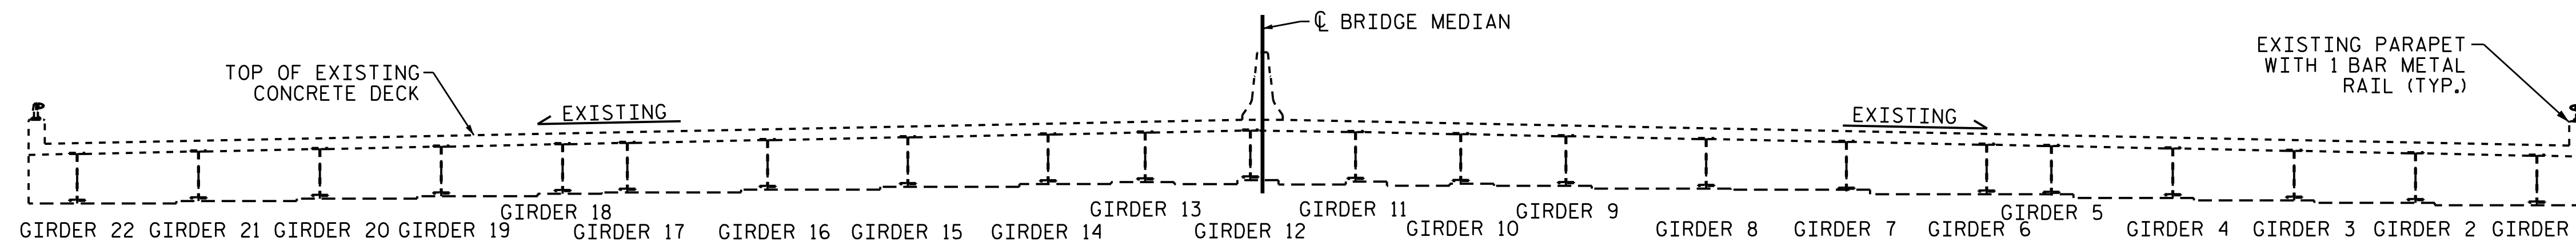 ℄ BRIDGE MEDIAN
EXISTING PARAPET
WITH 1 BAR METAL
RAIL (TYP.)
TOP OF EXISTING
CONCRETE DECK
EXISTING
EXISTING
GIRDER 22
GIRDER 21
GIRDER 20
GIRDER 19
GIRDER 18
GIRDER 17
GIRDER 16
GIRDER 15
GIRDER 14
GIRDER 13
GIRDER 12
GIRDER 11
GIRDER 10
GIRDER 9
GIRDER 8
GIRDER 7
GIRDER 6
GIRDER 5
GIRDER 4
GIRDER 3
GIRDER 2
GIRDER